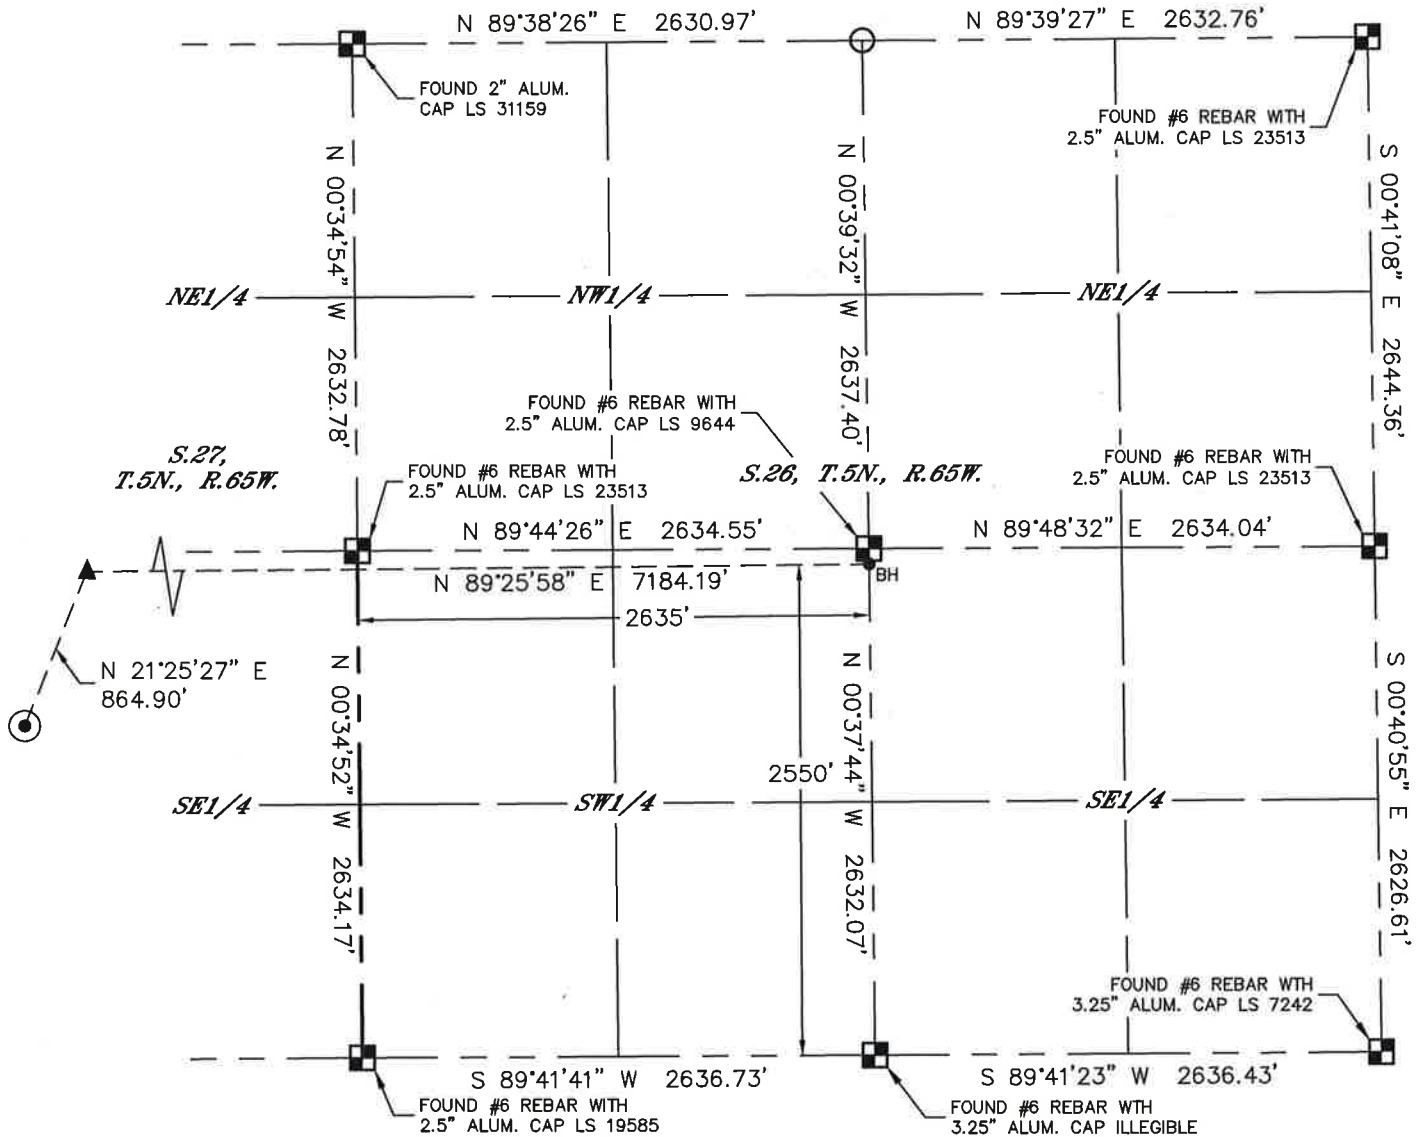 N 89°38'26" E 2630.97'
N 89°39'27" E 2632.76'
FOUND 2" ALUM.
CAP LS 31159
FOUND #6 REBAR WITH
2.5" ALUM. CAP LS 23513
N 00°34'54" W 2632.78'
N 00°39'32" W 2637.40'
S 00°41'08" E 2644.36'
NE1/4
NW1/4
NE1/4
FOUND #6 REBAR WITH
2.5" ALUM. CAP LS 9644
S.27,
T.5N., R.65W.
FOUND #6 REBAR WITH
2.5" ALUM. CAP LS 23513
S.26, T.5N., R.65W.
FOUND #6 REBAR WITH
2.5" ALUM. CAP LS 23513
N 89°44'26" E 2634.55'
N 89°48'32" E 2634.04'
N 89°25'58" E 7184.19'
BH
2635'
N 21°25'27" E
864.90'
N 00°34'52" W 2634.17'
N 00°37'44" W 2632.07'
S 00°40'55" E 2626.61'
2550'
SE1/4
SW1/4
SE1/4
FOUND #6 REBAR WTH
3.25" ALUM. CAP LS 7242
S 89°41'41" W 2636.73'
S 89°41'23" W 2636.43'
FOUND #6 REBAR WITH
2.5" ALUM. CAP LS 19585
FOUND #6 REBAR WTH
3.25" ALUM. CAP ILLEGIBLE